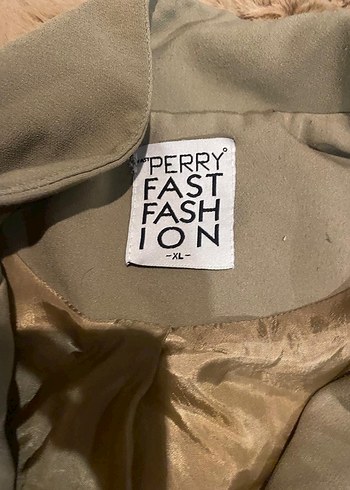 PERRY°
FAST
FASH
ION
-XL-